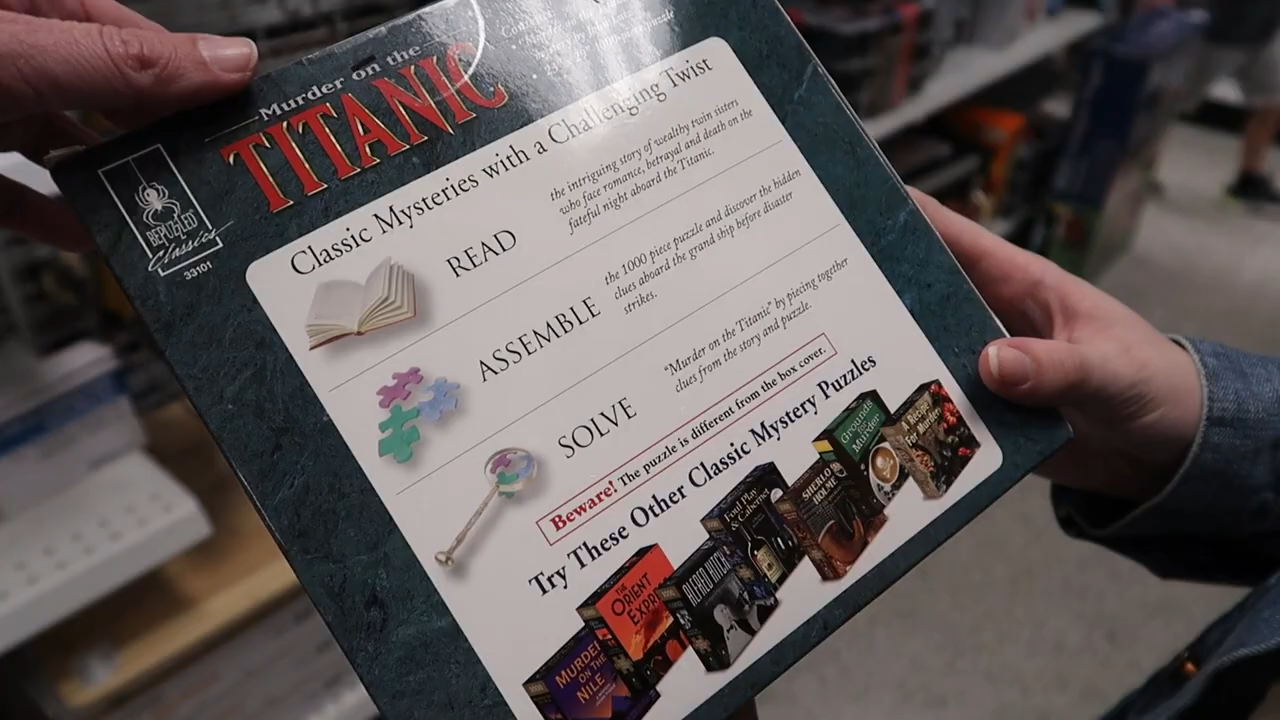 Murder on the
TITANIC
BEPUZZLED
Classics
33101
Classic Mysteries with a Challenging Twist
READ
the intriguing story of wealthy twin sisters
who face romance, betrayal and death on the
fateful night aboard the Titanic.
ASSEMBLE
the 1000 piece puzzle and discover the hidden
clues aboard the grand ship before disaster
strikes.
SOLVE
"Murder on the Titanic" by piecing together
clues from the story and puzzle.
Beware! The puzzle is different from the box cover.
Try These Other Classic Mystery Puzzles
MURDER
ON THE
NILE
THE
ORIENT
EXPR
ALFRED HITCH
Foul Play
& Cabernet
SHERLO
HOLME
Grounds
for
Murder
A Recipe
For Murder